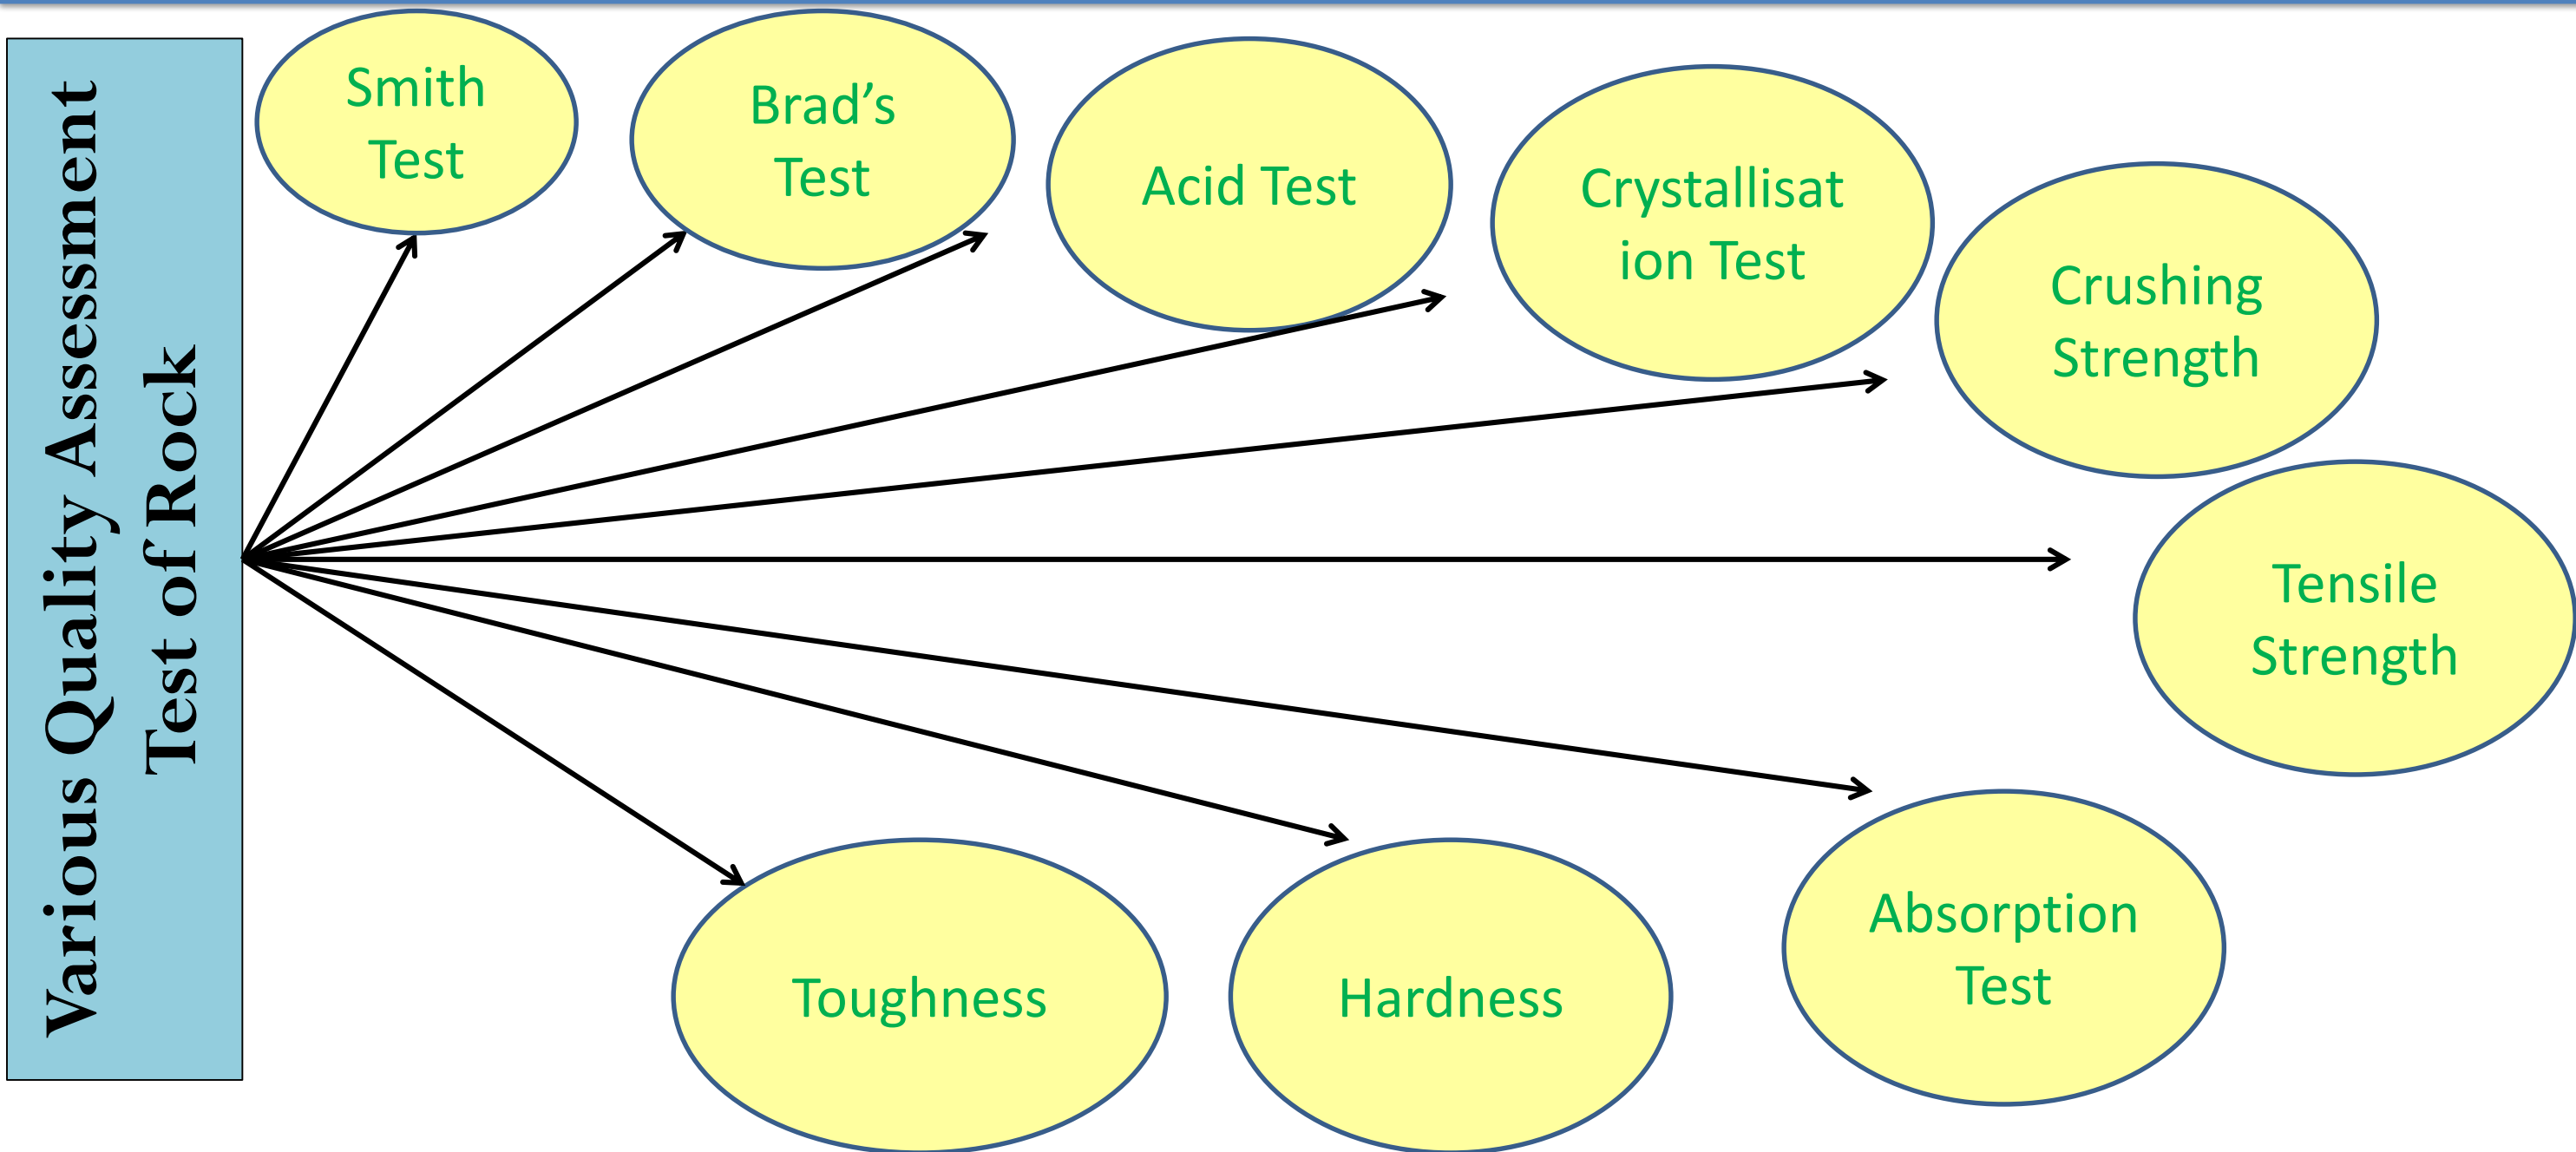 Various Quality Assessment
Test of Rock
Smith
Test
Brad’s
Test
Acid Test
Crystallisat
ion Test
Crushing
Strength
Tensile
Strength
Absorption
Test
Hardness
Toughness